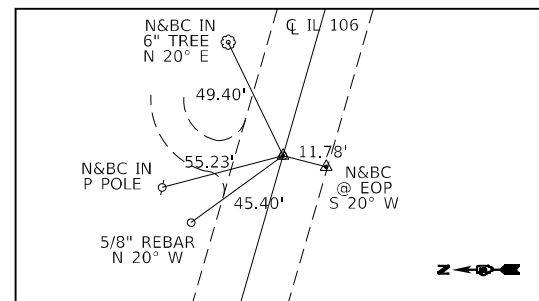 N&BC IN
6" TREE
N 20° E
℄ IL 106
49.40'
55.23'
11.78'
N&BC IN
P POLE
N&BC
@ EOP
S 20° W
45.40'
5/8" REBAR
N 20° W
N